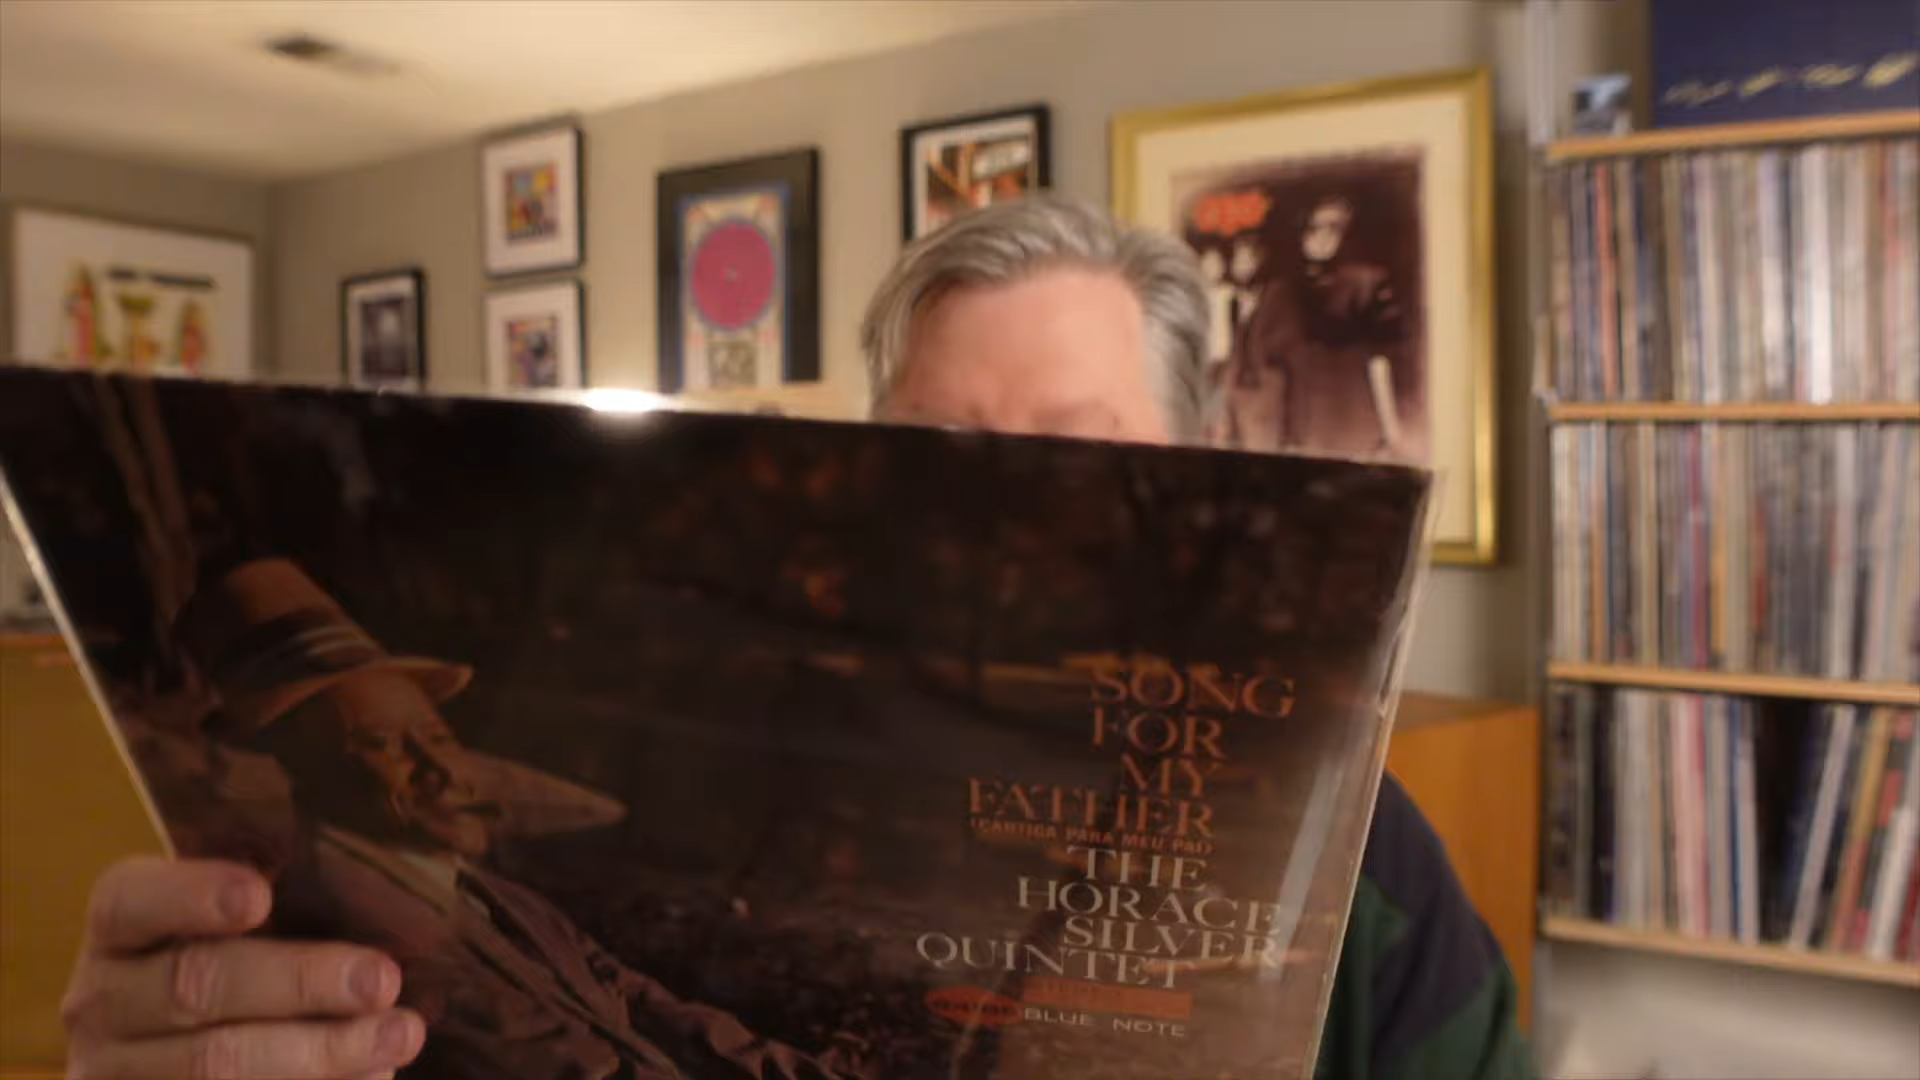 SONG
FOR
MY
FATHER
(CANTIGA PARA MEU PAI)
THE
HORACE
SILVER
QUINTET
BLUE NOTE